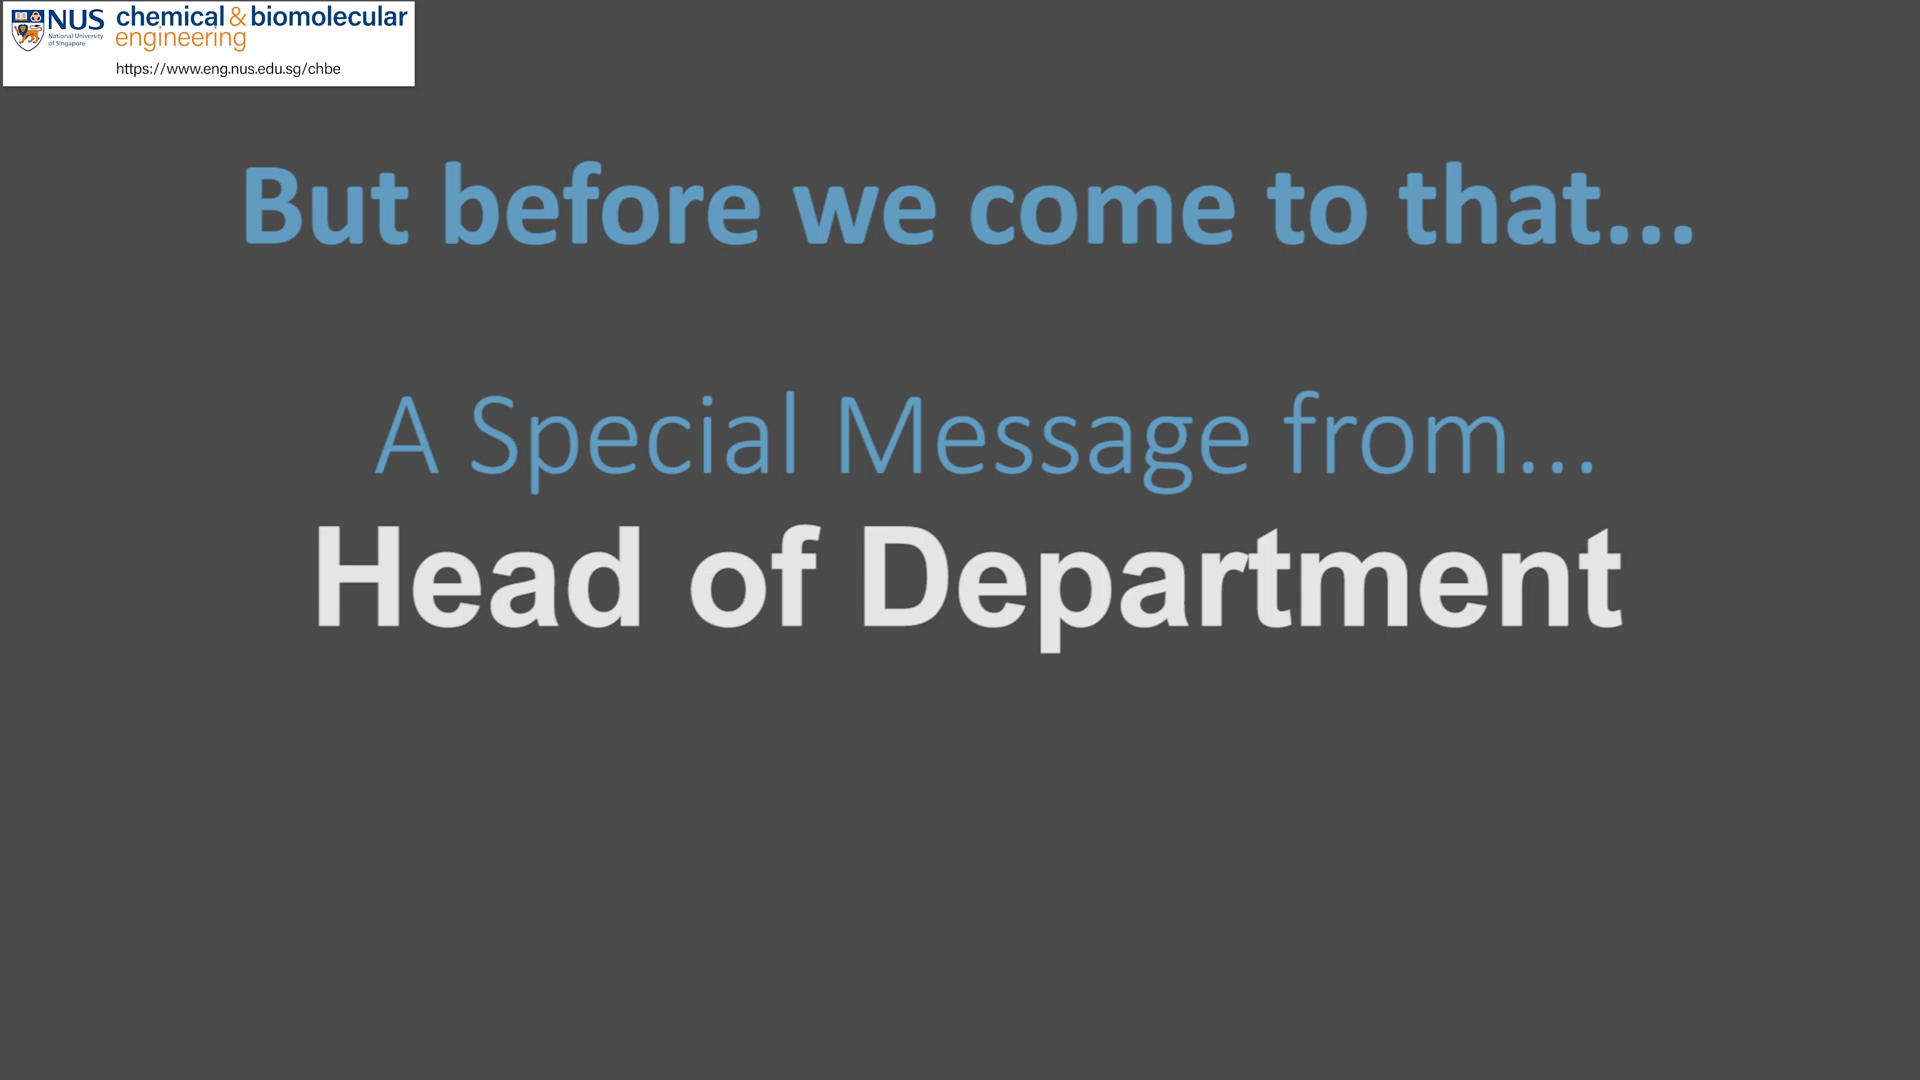 NUS
National University
of Singapore
chemical & biomolecular
engineering
https://www.eng.nus.edu.sg/chbe
But before we come to that...
A Special Message from...
Head of Department